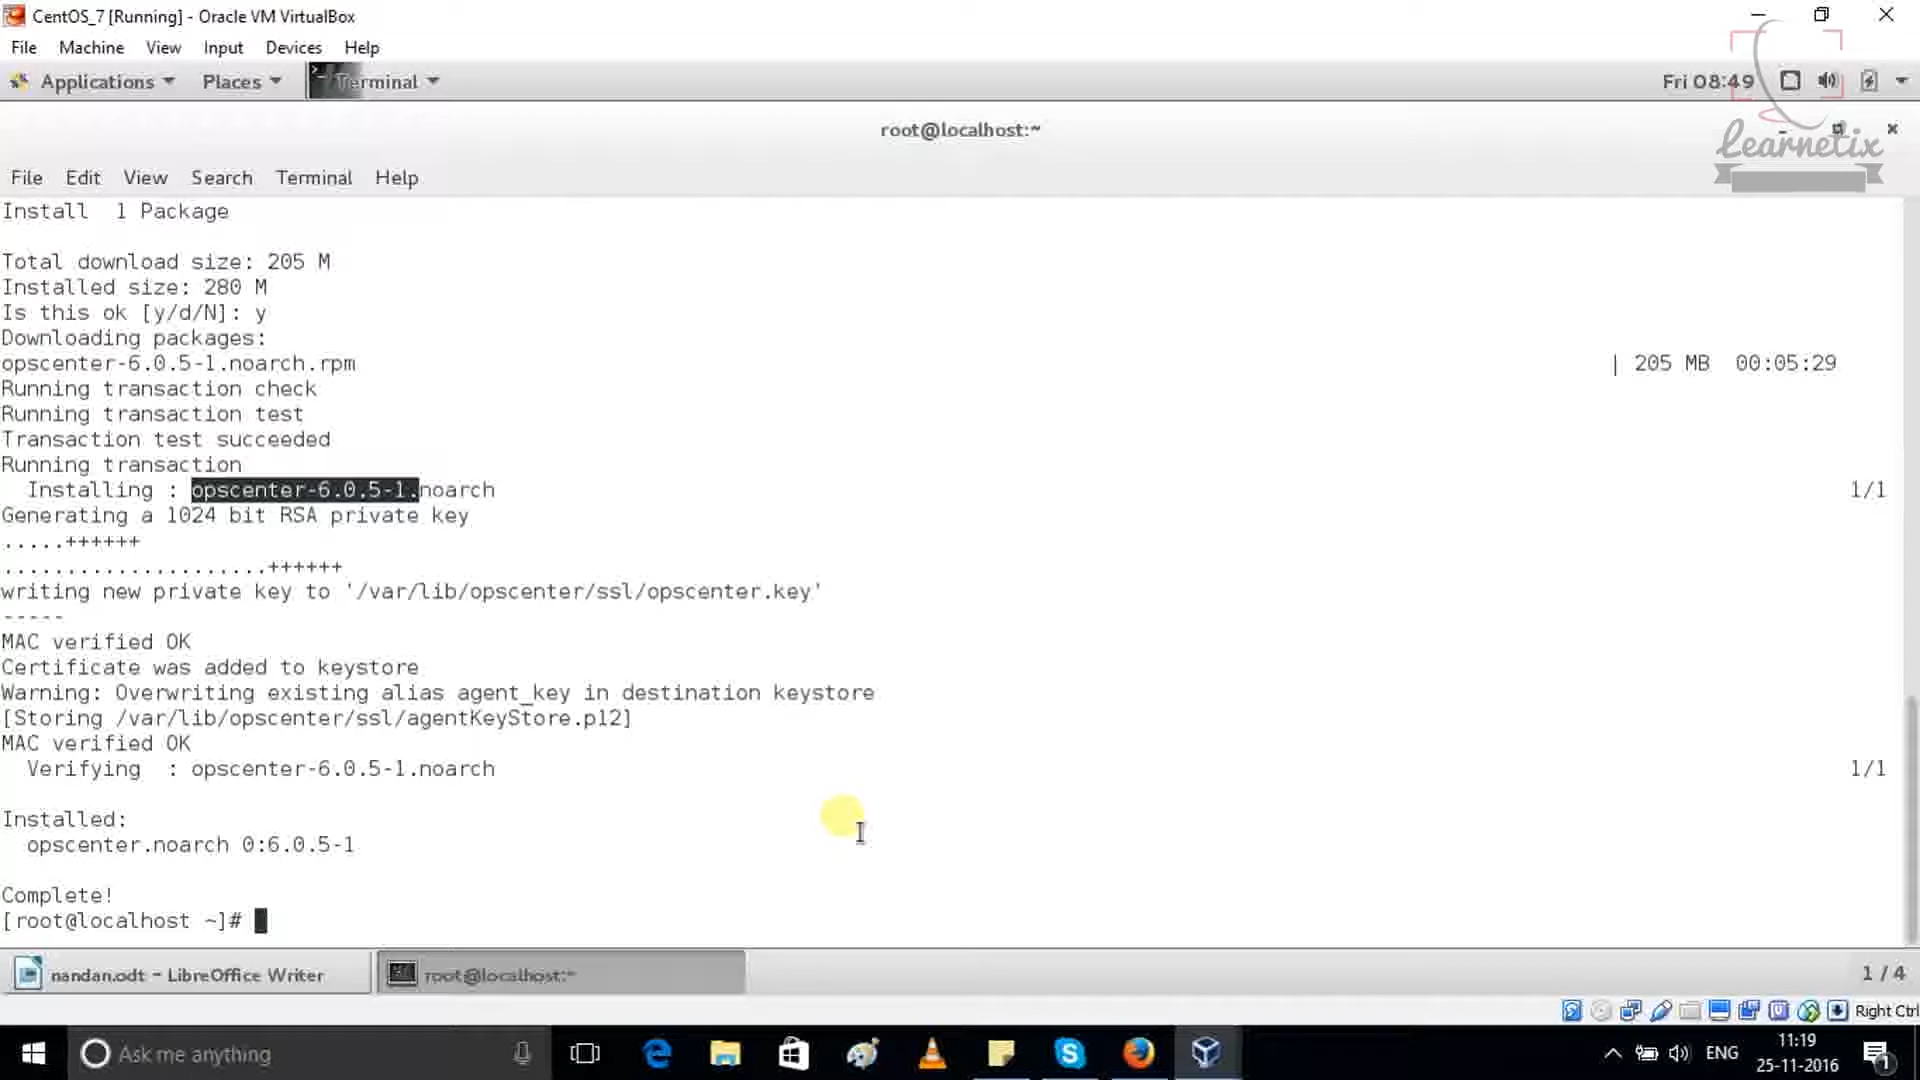 CentOS_7 [Running] - Oracle VM VirtualBox
File Machine View Input Devices Help
Applications Places Terminal Fri 08:49
root@localhost:~
Learnetix
File Edit View Search Terminal Help
Install  1 Package
Total download size: 205 M
Installed size: 280 M
Is this ok [y/d/N]: y
Downloading packages:
opscenter-6.0.5-1.noarch.rpm | 205 MB  00:05:29
Running transaction check
Running transaction test
Transaction test succeeded
Running transaction
Installing : opscenter-6.0.5-1.noarch 1/1
Generating a 1024 bit RSA private key
.....++++++
.....................++++++
writing new private key to '/var/lib/opscenter/ssl/opscenter.key'
-----
MAC verified OK
Certificate was added to keystore
Warning: Overwriting existing alias agent_key in destination keystore
[Storing /var/lib/opscenter/ssl/agentKeyStore.p12]
MAC verified OK
Verifying  : opscenter-6.0.5-1.noarch 1/1
Installed:
opscenter.noarch 0:6.0.5-1
Complete!
[root@localhost ~]#
nandan.odt - LibreOffice Writer root@localhost:~ 1 / 4
Right Ctrl
Ask me anything ENG 11:19
25-11-2016 1